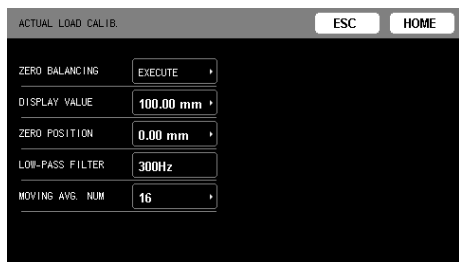 ACTUAL LOAD CALIB. ESC HOME
ZERO BALANCING EXECUTE
DISPLAY VALUE 100.00 mm
ZERO POSITION 0.00 mm
LOW-PASS FILTER 300Hz
MOVING AVG. NUM 16